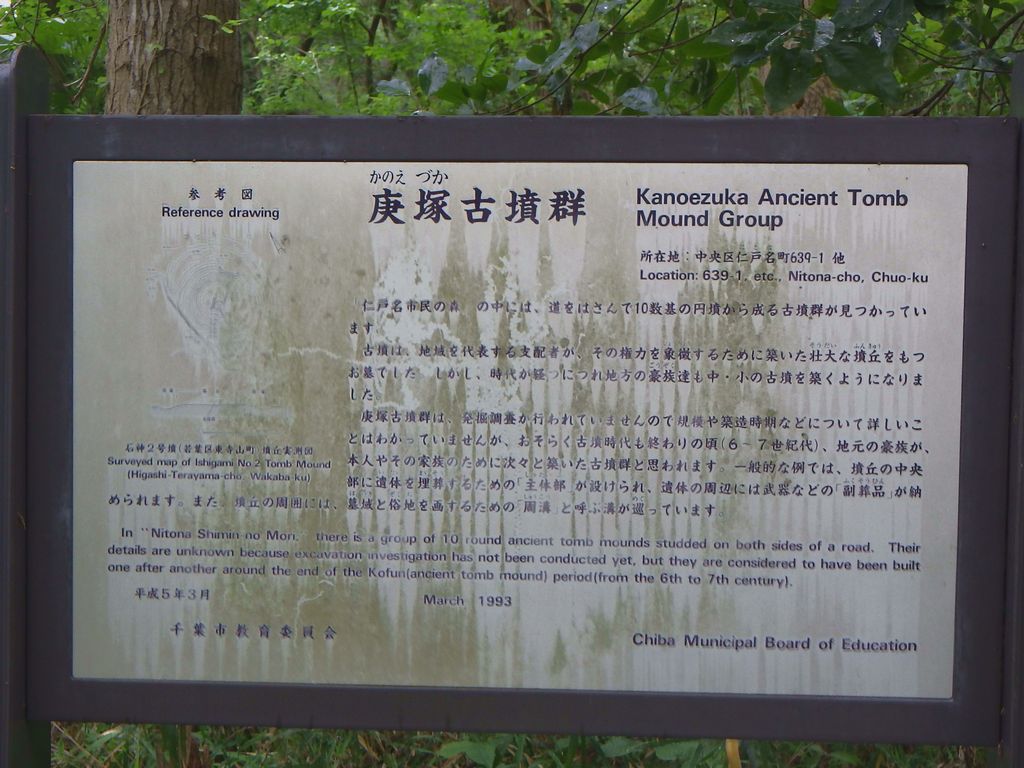 参考図
Reference drawing
かのえ づか
庚塚古墳群
Kanoezuka Ancient Tomb
Mound Group
所在地：中央区仁戸名町639-1 他
Location: 639-1, etc., Nitona-cho, Chuo-ku
「仁戸名市民の森」の中には、道をはさんで10数基の円墳から成る古墳群が見つかってい
ます。
古墳は、地域を代表する支配者が、その権力を象徴するために築いた壮大な墳丘をもつ
お墓でした。しかし、時代が経つにつれ地方の豪族達も中・小の古墳を築くようになりま
した。
庚塚古墳群は、発掘調査が行われていませんので規模や築造時期などについて詳しいこ
とはわかっていませんが、おそらく古墳時代も終わりの頃(6～7世紀代)、地元の豪族が、
本人やその家族のために次々と築いた古墳群と思われます。一般的な例では、墳丘の中央
部に遺体を埋葬するための「主体部」が設けられ、遺体の周辺には武器などの「副葬品」が納
められます。また、墳丘の周囲には、墓域と俗地を画するための「周溝」と呼ぶ溝が巡っています。
石神2号墳(若葉区東寺山町)墳丘実測図
Surveyed map of Ishigami No.2 Tomb Mound
(Higashi-Terayama-cho, Wakaba-ku)
In "Nitona Shimin no Mori," there is a group of 10 round ancient tomb mounds studded on both sides of a road. Their
details are unknown because excavation investigation has not been conducted yet, but they are considered to have been built
one after another around the end of the Kofun(ancient tomb mound) period(from the 6th to 7th century).
平成5年3月
March 1993
千葉市教育委員会
Chiba Municipal Board of Education